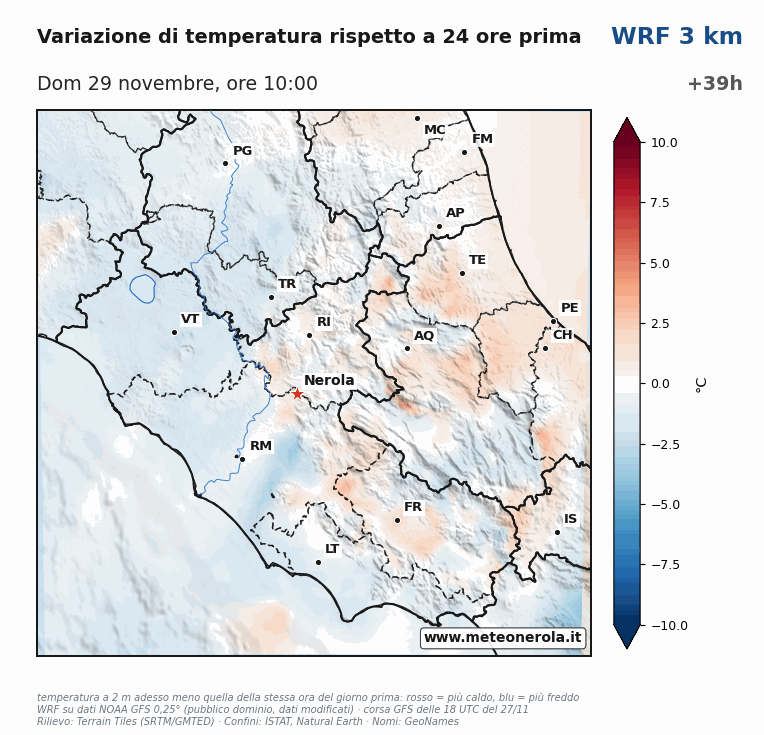 Variazione di temperatura rispetto a 24 ore prima
WRF 3 km
Dom 29 novembre, ore 10:00
+39h
MC
FM
PG
AP
TE
TR
PE
VT
RI
AQ
CH
Nerola
RM
FR
IS
LT
www.meteonerola.it
10.0
7.5
5.0
2.5
0.0
−2.5
−5.0
−7.5
−10.0
°C
temperatura a 2 m adesso meno quella della stessa ora del giorno prima: rosso = più caldo, blu = più freddo
WRF su dati NOAA GFS 0,25° (pubblico dominio, dati modificati) · corsa GFS delle 18 UTC del 27/11
Rilievo: Terrain Tiles (SRTM/GMTED) · Confini: ISTAT, Natural Earth · Nomi: GeoNames